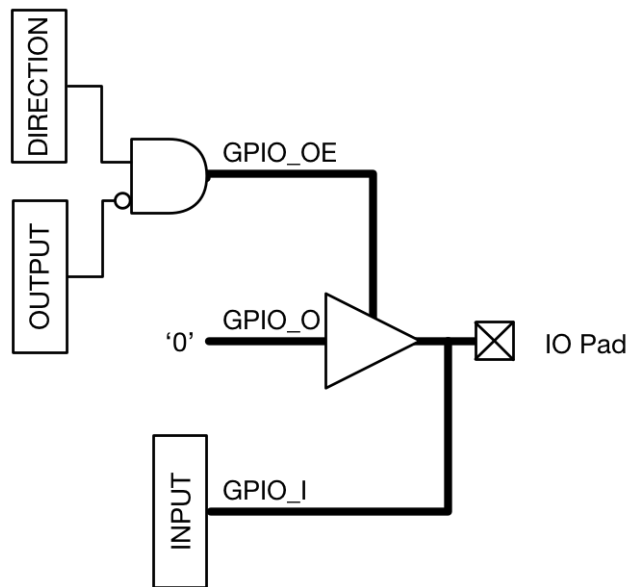 DIRECTION
GPIO_OE
OUTPUT
‘0’
GPIO_O
IO Pad
INPUT
GPIO_I